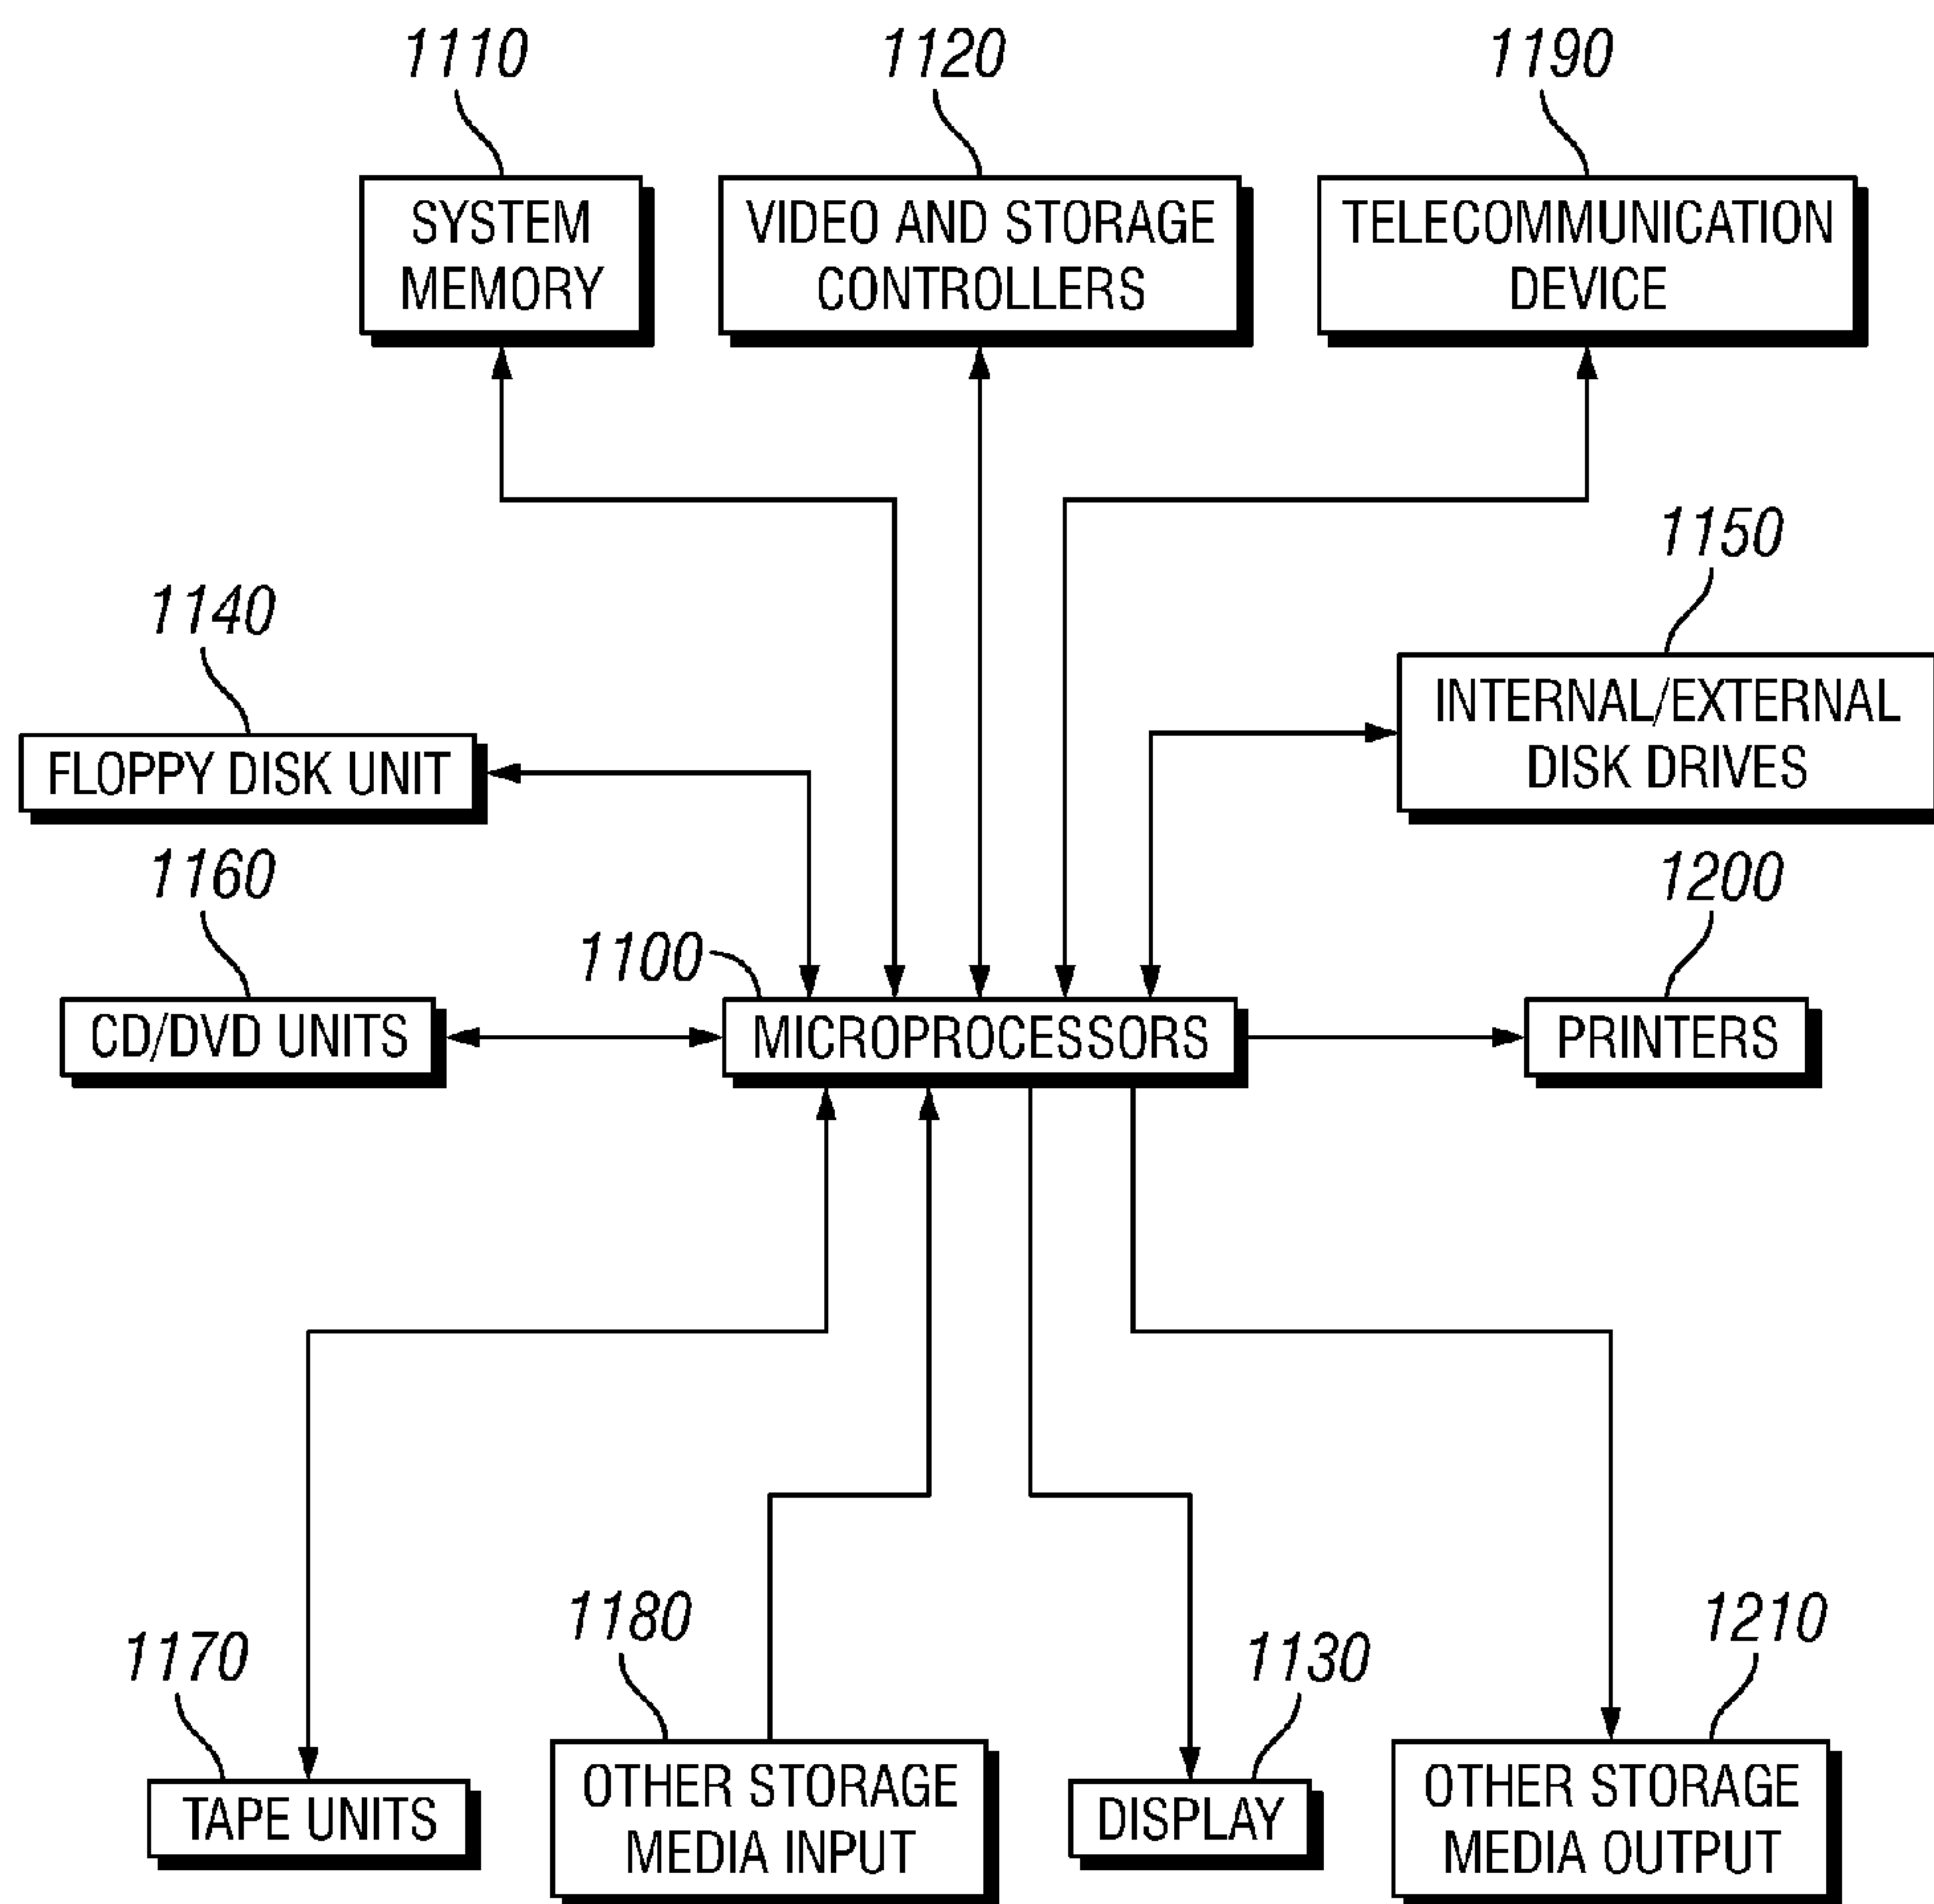 1110
1120
1190
SYSTEM
MEMORY
VIDEO AND STORAGE
CONTROLLERS
TELECOMMUNICATION
DEVICE
1150
1140
INTERNAL/EXTERNAL
DISK DRIVES
FLOPPY DISK UNIT
1160
1200
1100
CD/DVD UNITS
MICROPROCESSORS
PRINTERS
1180
1210
1170
1130
TAPE UNITS
OTHER STORAGE
MEDIA INPUT
DISPLAY
OTHER STORAGE
MEDIA OUTPUT